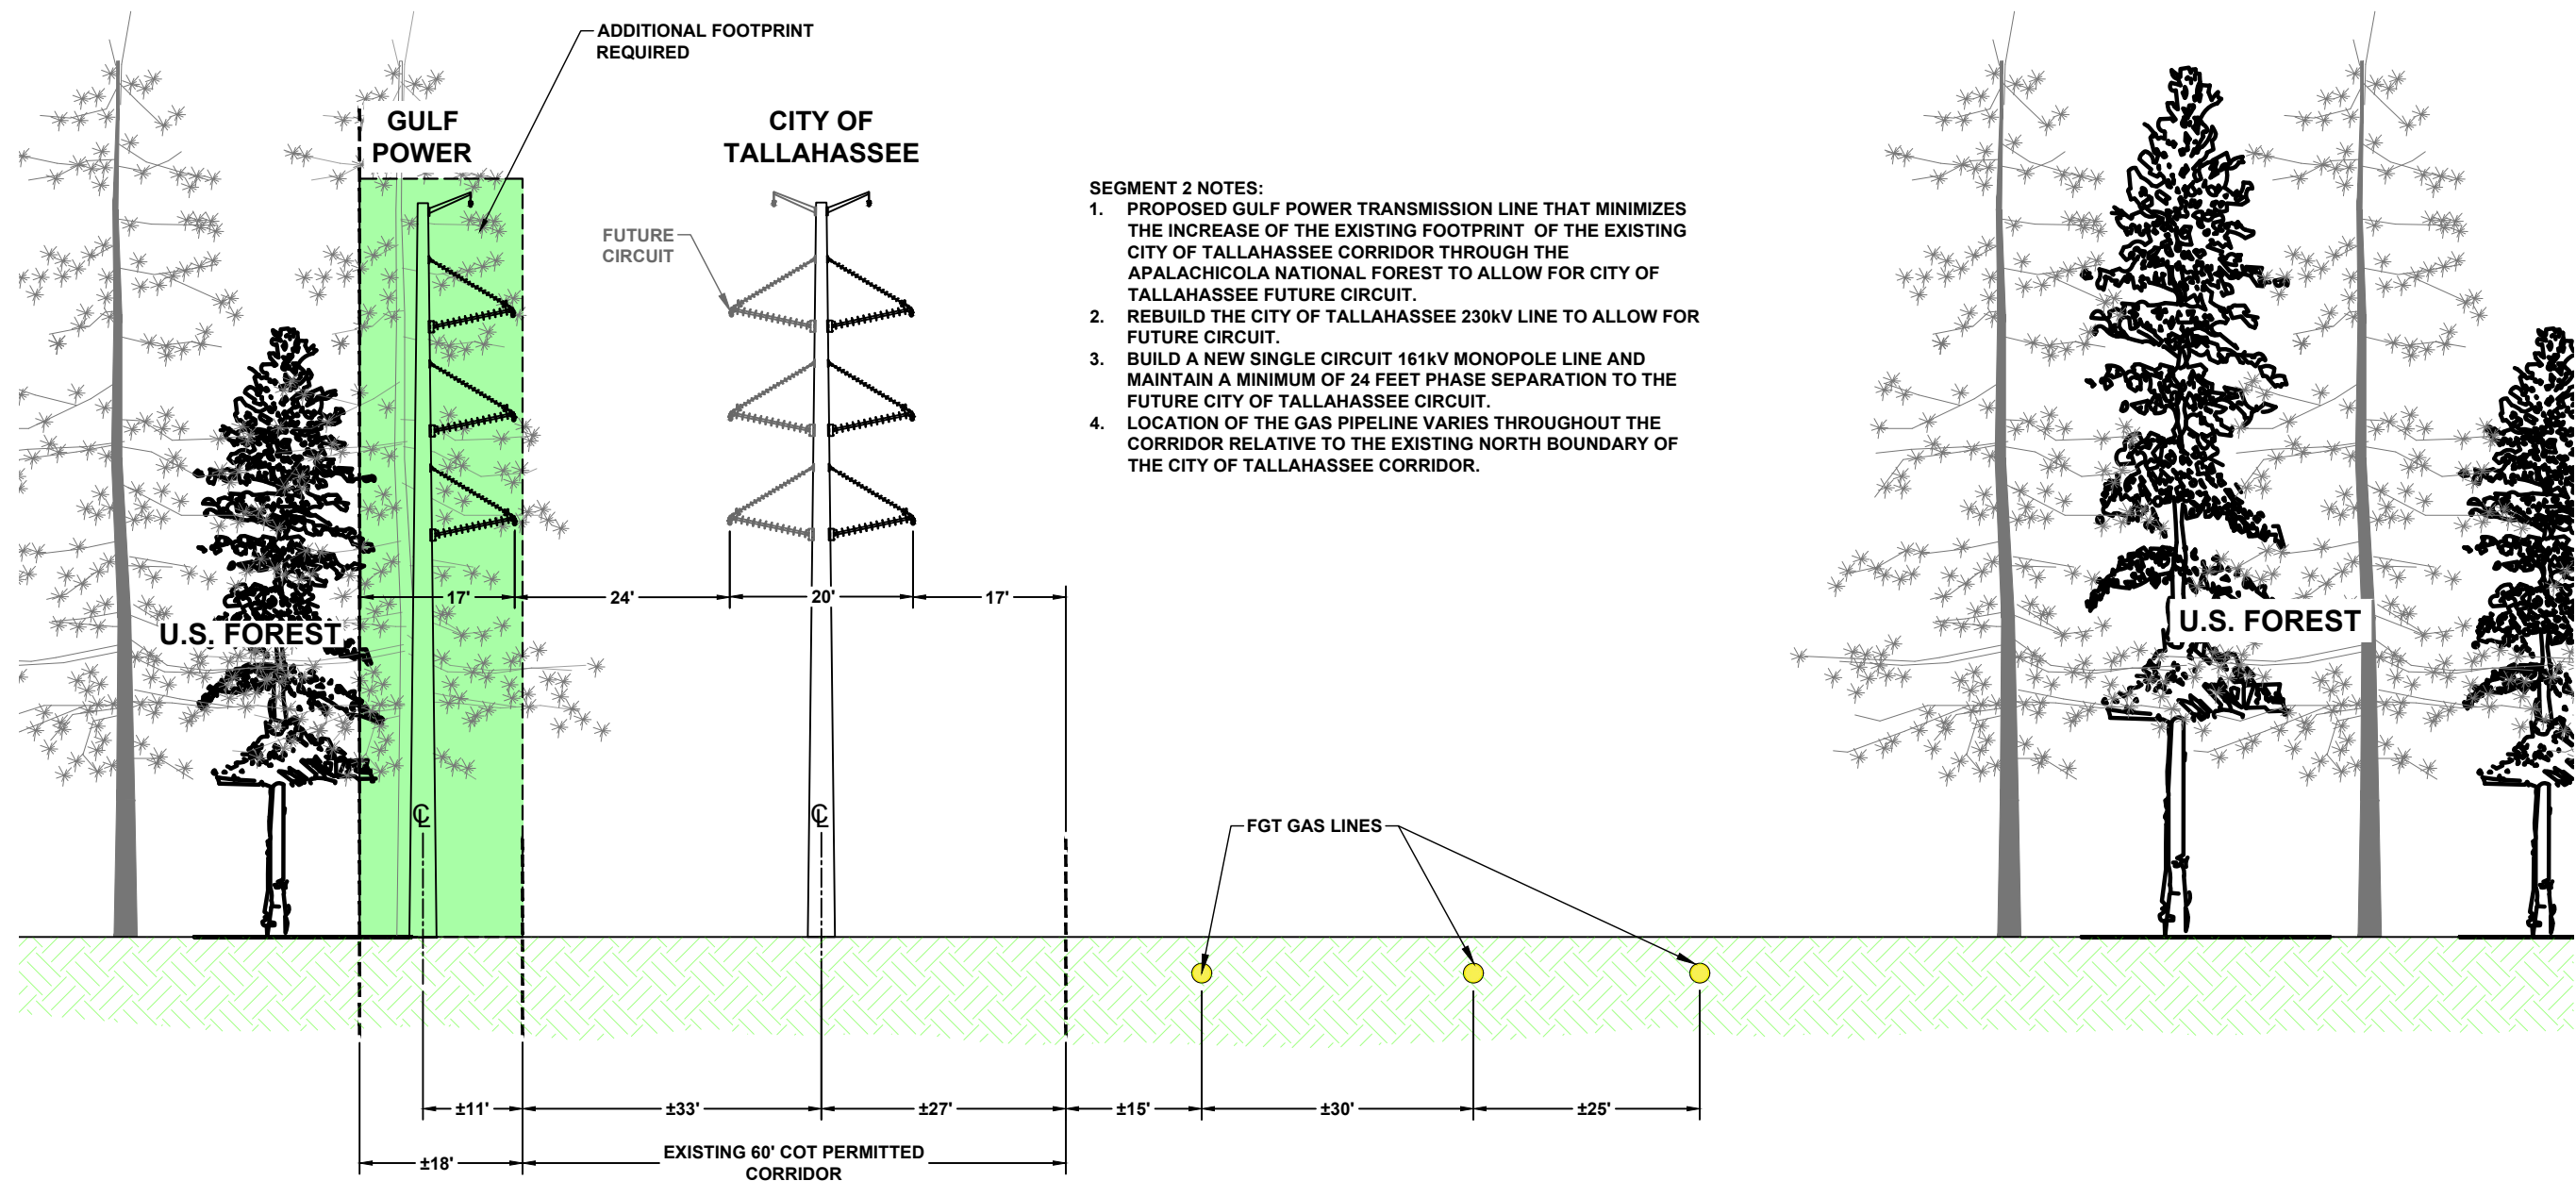 ADDITIONAL FOOTPRINT
REQUIRED
GULF
POWER
CITY OF
TALLAHASSEE
FUTURE
CIRCUIT
SEGMENT 2 NOTES:
1. PROPOSED GULF POWER TRANSMISSION LINE THAT MINIMIZES
THE INCREASE OF THE EXISTING FOOTPRINT OF THE EXISTING
CITY OF TALLAHASSEE CORRIDOR THROUGH THE
APALACHICOLA NATIONAL FOREST TO ALLOW FOR CITY OF
TALLAHASSEE FUTURE CIRCUIT.
2. REBUILD THE CITY OF TALLAHASSEE 230kV LINE TO ALLOW FOR
FUTURE CIRCUIT.
3. BUILD A NEW SINGLE CIRCUIT 161kV MONOPOLE LINE AND
MAINTAIN A MINIMUM OF 24 FEET PHASE SEPARATION TO THE
FUTURE CITY OF TALLAHASSEE CIRCUIT.
4. LOCATION OF THE GAS PIPELINE VARIES THROUGHOUT THE
CORRIDOR RELATIVE TO THE EXISTING NORTH BOUNDARY OF
THE CITY OF TALLAHASSEE CORRIDOR.
17' 24' 20' 17'
U.S. FOREST
U.S. FOREST
℄ ℄
FGT GAS LINES
±11' ±33' ±27' ±15' ±30' ±25'
±18'
EXISTING 60' COT PERMITTED
CORRIDOR